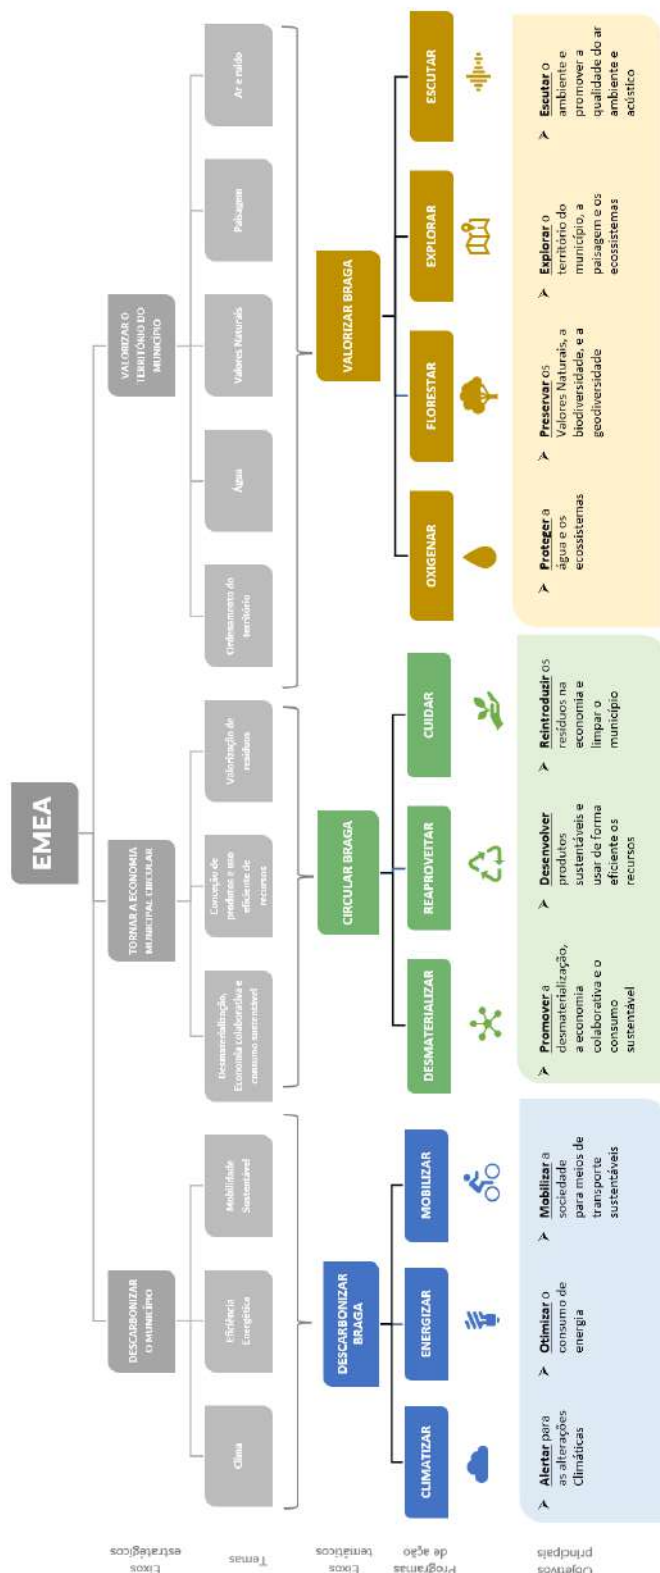 EMEA
Eixos
estratégicos
DESCARBONIZAR
O MUNICÍPIO
TORNAR A ECONOMIA
MUNICIPAL CIRCULAR
VALORIZAR O
TERRITÓRIO DO
MUNICÍPIO
Temas
Clima
Eficiência
Energética
Mobilidade
Sustentável
Desmaterialização,
Economia colaborativa e
consumo sustentável
Conceção de
produtos e uso
eficiente de
recursos
Valorização de
resíduos
Ordenamento do
território
Água
Valores Naturais
Paisagem
Ar e ruído
Eixos
temáticos
DESCARBONIZAR
BRAGA
CIRCULAR BRAGA
VALORIZAR BRAGA
Programas
de ação
CLIMATIZAR
ENERGIZAR
MOBILIZAR
DESMATERIALIZAR
REAPROVEITAR
CUIDAR
OXIGENAR
FLORESTAR
EXPLORAR
ESCUTAR
Objetivos
principais
➢ Alertar para
as alterações
Climáticas
➢ Otimizar o
consumo de
energia
➢ Mobilizar a
sociedade
para meios de
transporte
sustentáveis
➢ Promover a
desmaterialização,
a economia
colaborativa e o
consumo
sustentável
➢ Desenvolver
produtos
sustentáveis e
usar de forma
eficiente os
recursos
➢ Reintroduzir os
resíduos na
economia e
limpar o
município
➢ Proteger a
água e os
ecossistemas
➢ Preservar os
Valores Naturais, a
biodiversidade, e a
geodiversidade
➢ Explorar o
território do
município, a
paisagem e os
ecossistemas
➢ Escutar o
ambiente e
promover a
qualidade do ar
ambiente e
acústico